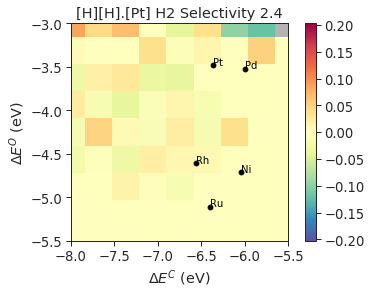 [H][H].[Pt] H2 Selectivity 2.4
−3.0
−3.5
−4.0
−4.5
−5.0
−5.5
ΔE^O (eV)
Pt
Pd
Rh
Ni
Ru
−8.0 −7.5 −7.0 −6.5 −6.0 −5.5
ΔE^C (eV)
0.20
0.15
0.10
0.05
0.00
−0.05
−0.10
−0.15
−0.20